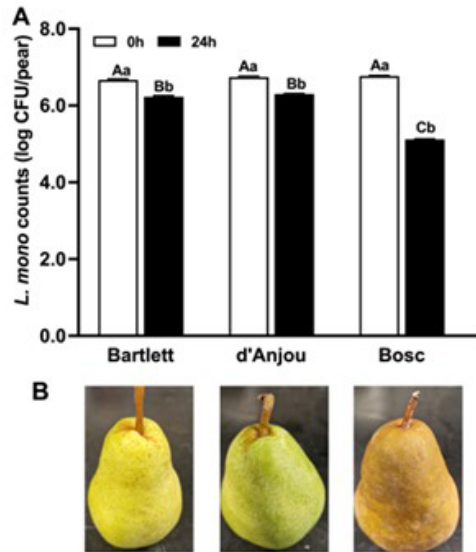 A
L. mono counts (log CFU/pear)
8.0
6.0
4.0
2.0
0.0
0h 24h
Aa Bb Aa Bb Aa Cb
Bartlett d'Anjou Bosc
B